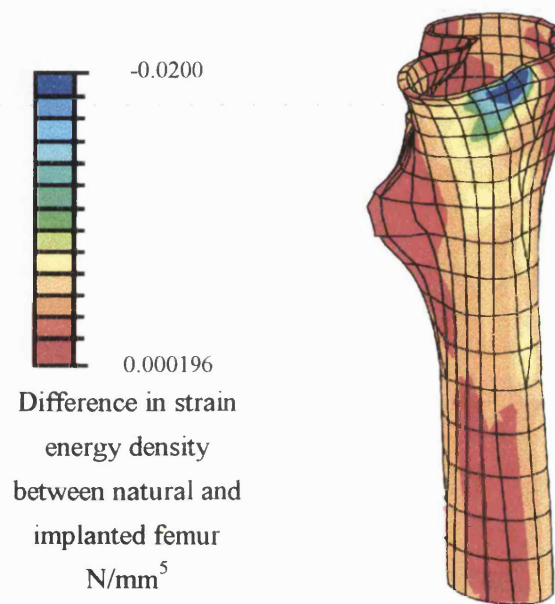 -0.0200
0.000196
Difference in strain
energy density
between natural and
implanted femur
N/mm⁵